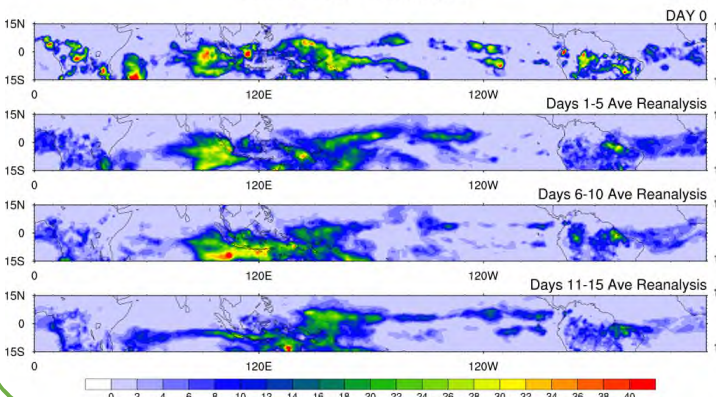 DAY 0
15N
0
15S
0 120E 120W
Days 1-5 Ave Reanalysis
15N
0
15S
0 120E 120W
Days 6-10 Ave Reanalysis
15N
0
15S
0 120E 120W
Days 11-15 Ave Reanalysis
15N
0
15S
0 120E 120W
0 2 4 6 8 10 12 14 16 18 20 22 24 26 28 30 32 34 36 38 40